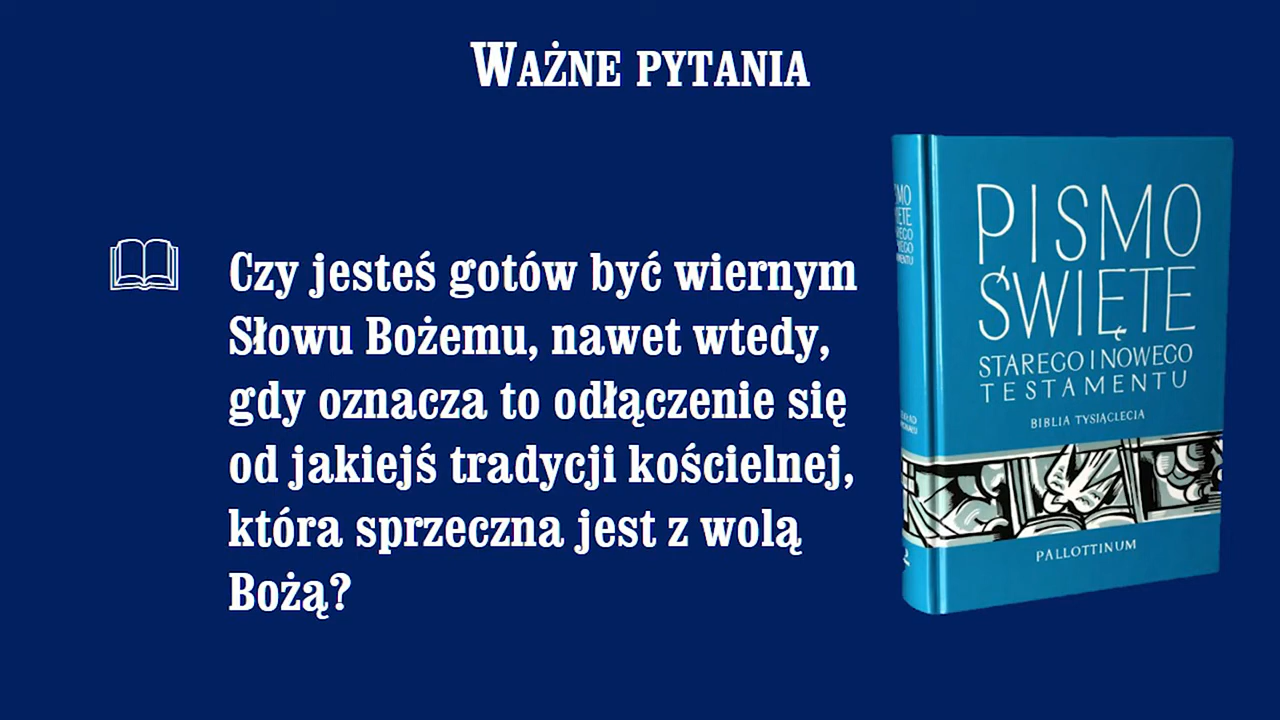 Ważne pytania
Czy jesteś gotów być wiernym
Słowu Bożemu, nawet wtedy,
gdy oznacza to odłączenie się
od jakiejś tradycji kościelnej,
która sprzeczna jest z wolą
Bożą?
PISMO
ŚWIĘTE
STAREGO I NOWEGO
TESTAMENTU
BIBLIA TYSIĄCLECIA
PALLOTTINUM